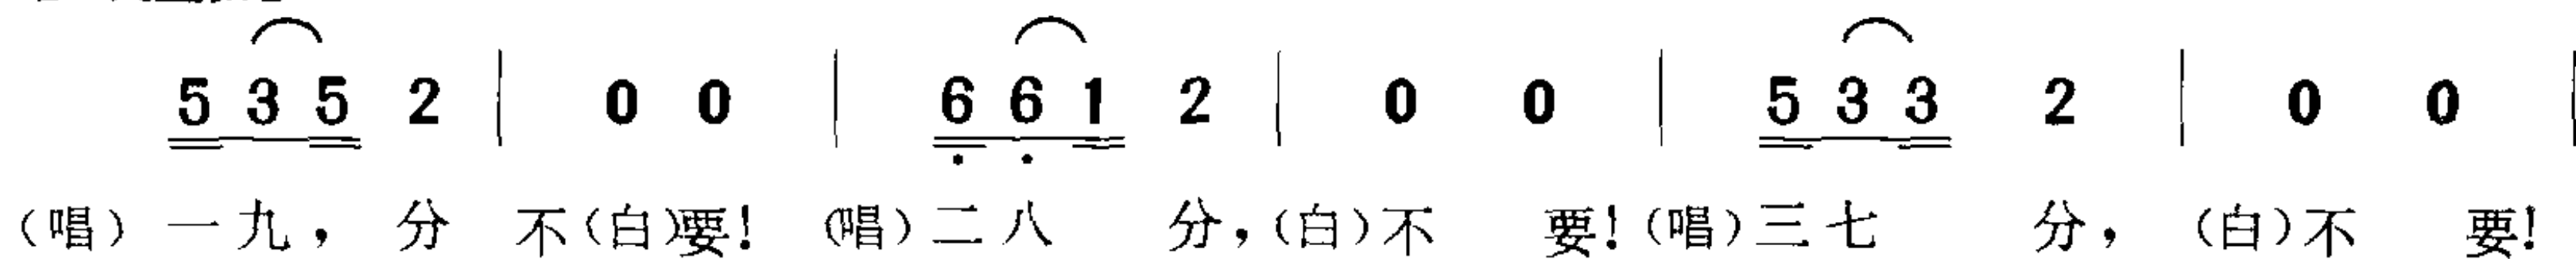 5 3 5 2 | 0 0 | 6 6 1 2 | 0 0 | 5 3 3 2 | 0 0 |
(唱) 一九，分 不(白)要! (唱)二八 分，(白)不 要!(唱)三七 分，(白)不 要!